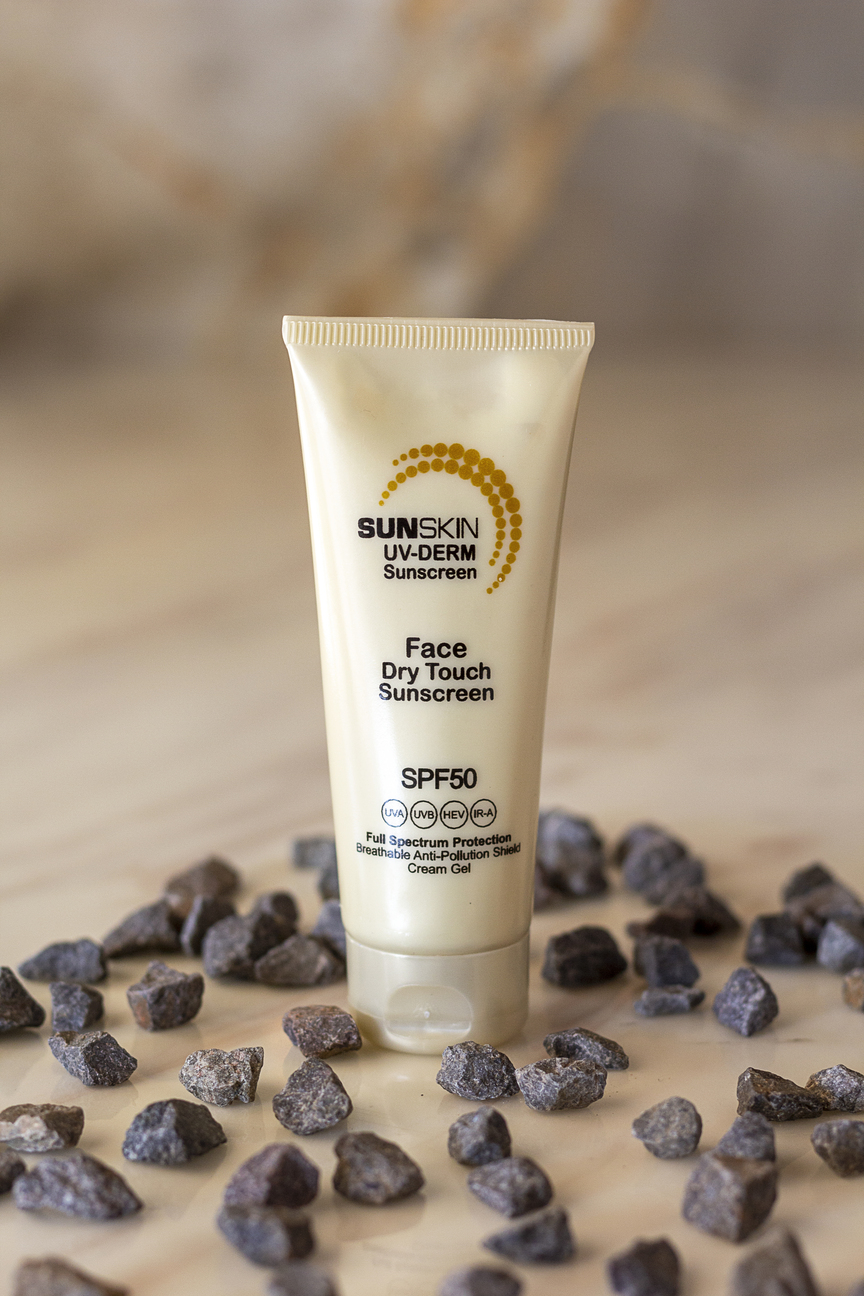 SUNSKIN
UV-DERM
Sunscreen
Face
Dry Touch
Sunscreen
SPF50
UVA UVB HEV IR-A
Full Spectrum Protection
Breathable Anti-Pollution Shield
Cream Gel